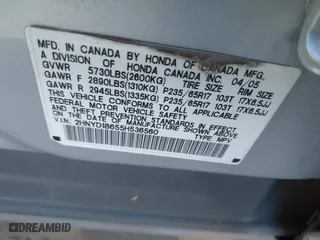 MFD. IN CANADA BY HONDA OF CANADA MFG.,
A DIVISION OF HONDA CANADA INC. 04/05
GVWR 5730LBS(2600KG) TIRE SIZE RIM SIZE
GAWR F 2890LBS(1310KG) P235/65R17 103T 17X6.5JJ
GAWR R 2945LBS(1335KG) P235/65R17 103T 17X6.5JJ
THIS VEHICLE CONFORMS TO ALL APPLICABLE
FEDERAL MOTOR VEHICLE SAFETY STANDARDS
IN EFFECT ON THE DATE OF MANUFACTURE
SHOWN ABOVE.
V.I.N: 2HNYD18655H536560 TYPE MPV